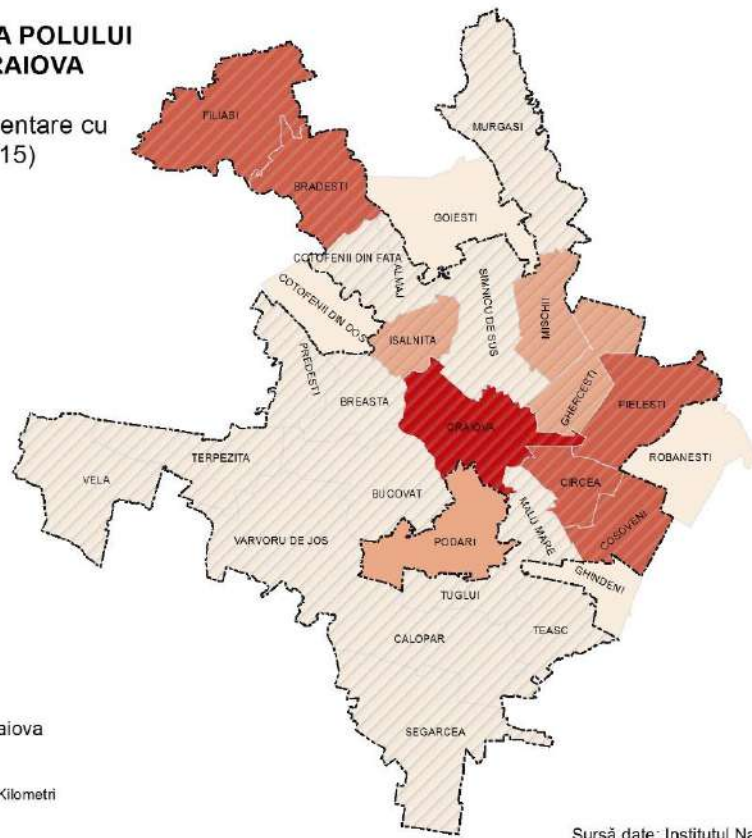 A POLULUI
RAIOVA
entare cu
15)
FILIASI
MURGASI
BRADESTI
GOIESTI
COTOFENII DIN FATA
ALMAJ
SIMNICU DE SUS
COTOFENII DIN DOS
MISCHII
ISALNITA
PREDESTI
BREASTA
GHERCESTI
PIELESTI
CRAIOVA
ROBANESTI
TERPEZITA
VELA
CIRCEA
BUCOVAT
MALU MARE
COSOVENI
VARVORU DE JOS
PODARI
GHINDENI
TUGLUI
TEASC
CALOPAR
SEGARCEA
aiova
Kilometri
Sursă date: Institutul Na